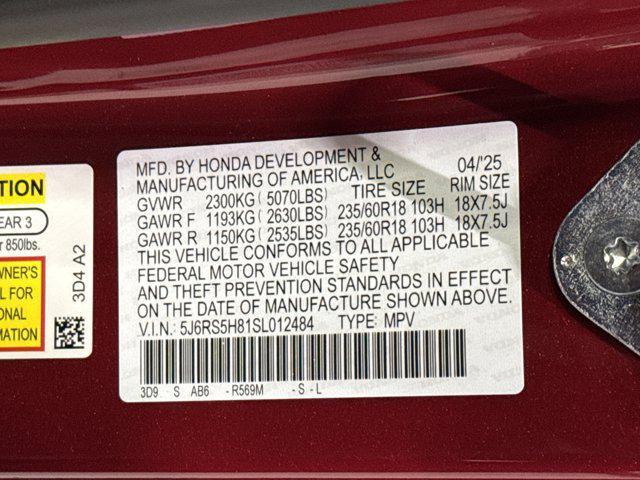 MFD. BY HONDA DEVELOPMENT &
MANUFACTURING OF AMERICA, LLC 04/'25
GVWR 2300KG ( 5070LBS) TIRE SIZE RIM SIZE
GAWR F 1193KG ( 2630LBS) 235/60R18 103H 18X7.5J
GAWR R 1150KG ( 2535LBS) 235/60R18 103H 18X7.5J
THIS VEHICLE CONFORMS TO ALL APPLICABLE
FEDERAL MOTOR VEHICLE SAFETY
AND THEFT PREVENTION STANDARDS IN EFFECT
ON THE DATE OF MANUFACTURE SHOWN ABOVE.
V.I.N.: 5J6RS5H81SL012484 TYPE: MPV
3D9 S AB6 -R569M -S-L
EAR 3
850lbs.
WNER'S
L FOR
ONAL
3D4 A2